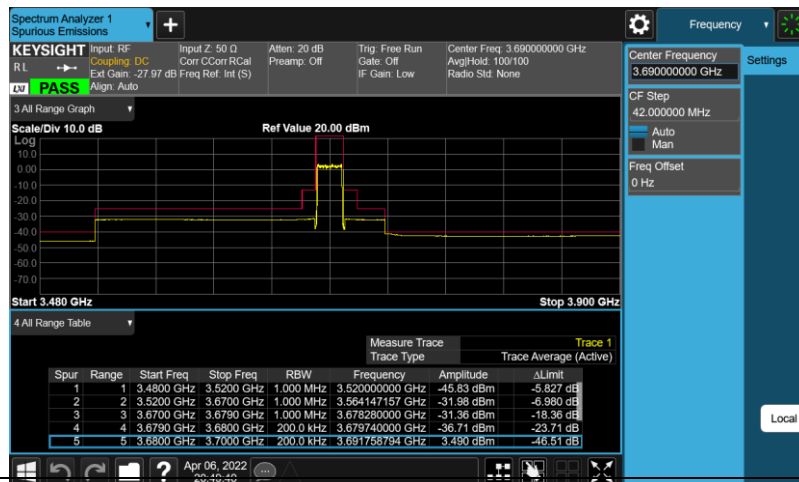 Spectrum Analyzer 1
Spurious Emissions
Frequency
KEYSIGHT
RL
LXI PASS
Input: RF
Coupling: DC
Ext Gain: -27.97 dB
Align: Auto
Input Z: 50 Ω
Corr CCorr RCal
Freq Ref: Int (S)
Atten: 20 dB
Preamp: Off
Trig: Free Run
Gate: Off
IF Gain: Low
Center Freq: 3.690000000 GHz
Avg|Hold: 100/100
Radio Std: None
Center Frequency
3.690000000 GHz
Settings
CF Step
42.000000 MHz
Auto
Man
Freq Offset
0 Hz
3 All Range Graph
Scale/Div 10.0 dB
Ref Value 20.00 dBm
Log
10.0
0.00
-10.0
-20.0
-30.0
-40.0
-50.0
-60.0
-70.0
Start 3.480 GHz
Stop 3.900 GHz
4 All Range Table
Measure Trace Trace 1
Trace Type Trace Average (Active)
Spur Range Start Freq Stop Freq RBW Frequency Amplitude ΔLimit
1 1 3.4800 GHz 3.5200 GHz 1.000 MHz 3.520000000 GHz -45.83 dBm -5.827 dB
2 2 3.5200 GHz 3.6700 GHz 1.000 MHz 3.564147157 GHz -31.98 dBm -6.980 dB
3 3 3.6700 GHz 3.6790 GHz 1.000 MHz 3.678280000 GHz -31.36 dBm -18.36 dB
4 4 3.6790 GHz 3.6800 GHz 200.0 kHz 3.679740000 GHz -36.71 dBm -23.71 dB
5 5 3.6800 GHz 3.7000 GHz 200.0 kHz 3.691758794 GHz 3.490 dBm -46.51 dB
Local
Apr 06, 2022